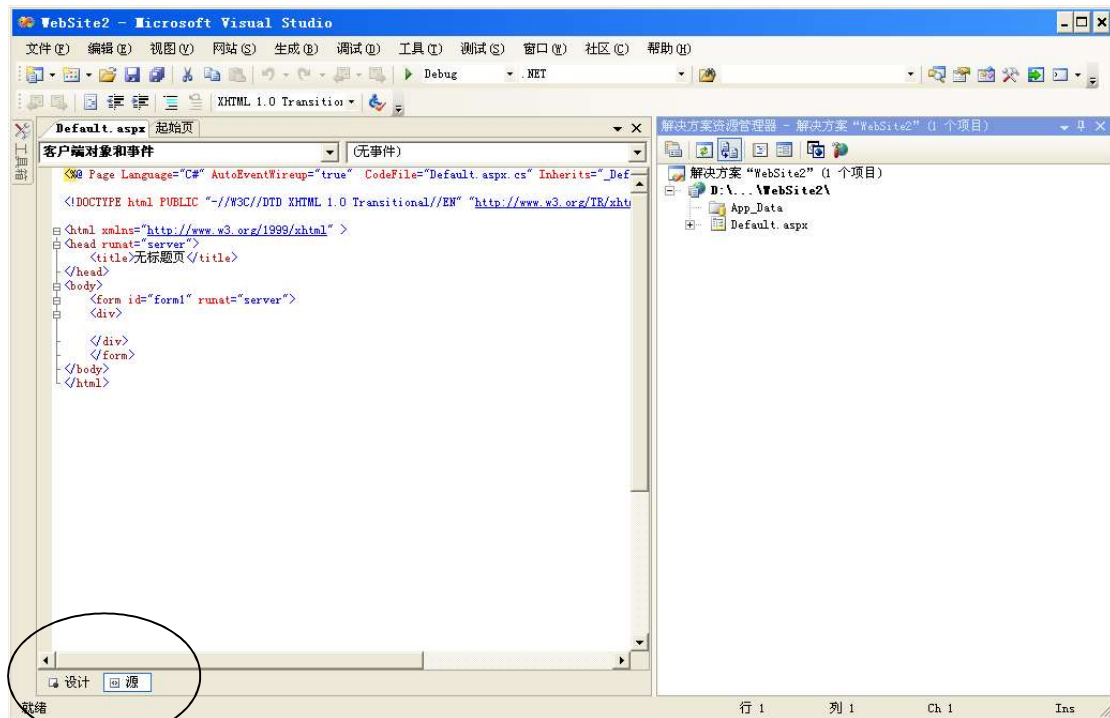 WebSite2 - Microsoft Visual Studio
文件(F) 编辑(E) 视图(V) 网站(S) 生成(B) 调试(D) 工具(T) 测试(S) 窗口(W) 社区(C) 帮助(H)
Debug .NET
XHTML 1.0 Transitio
工具箱
Default.aspx 起始页
客户端对象和事件 (无事件)
<%@ Page Language="C#" AutoEventWireup="true" CodeFile="Default.aspx.cs" Inherits="_Def
<!DOCTYPE html PUBLIC "-//W3C//DTD XHTML 1.0 Transitional//EN" "http://www.w3.org/TR/xht
<html xmlns="http://www.w3.org/1999/xhtml" >
<head runat="server">
<title>无标题页</title>
</head>
<body>
<form id="form1" runat="server">
<div>
</div>
</form>
</body>
</html>
设计 源
解决方案资源管理器 - 解决方案“WebSite2”(1 个项目)
解决方案“WebSite2”(1 个项目)
D:\...\WebSite2\
App_Data
Default.aspx
就绪 行 1 列 1 Ch 1 Ins